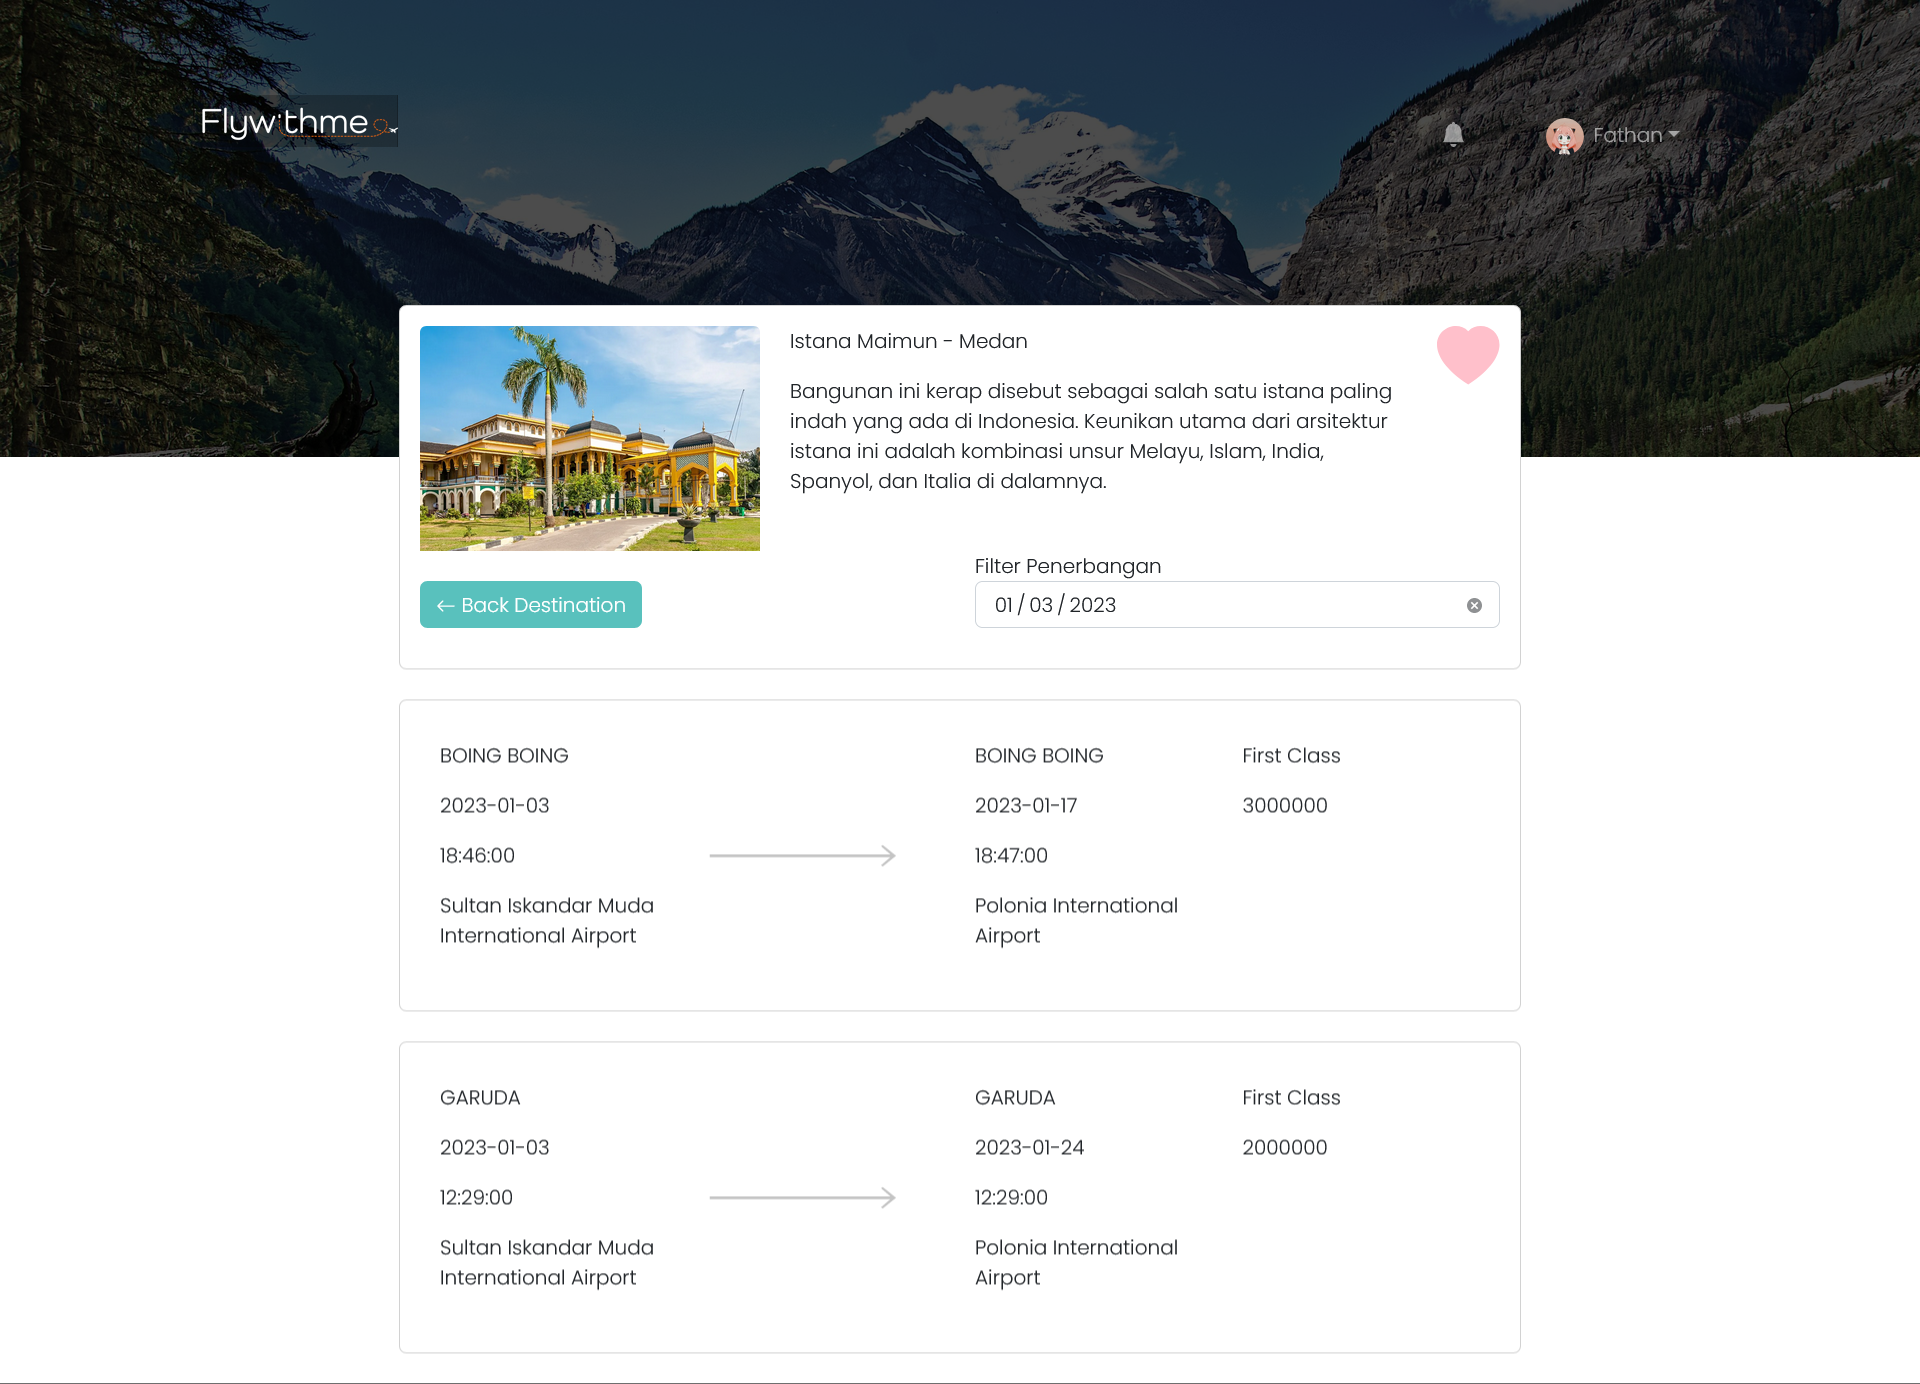 Flywithme
Fathan
Istana Maimun - Medan
Bangunan ini kerap disebut sebagai salah satu istana paling
indah yang ada di Indonesia. Keunikan utama dari arsitektur
istana ini adalah kombinasi unsur Melayu, Islam, India,
Spanyol, dan Italia di dalamnya.
Filter Penerbangan
← Back Destination
01 / 03 / 2023
BOING BOING
2023-01-03
18:46:00
Sultan Iskandar Muda
International Airport
BOING BOING
2023-01-17
18:47:00
Polonia International
Airport
First Class
3000000
GARUDA
2023-01-03
12:29:00
Sultan Iskandar Muda
International Airport
GARUDA
2023-01-24
12:29:00
Polonia International
Airport
First Class
2000000